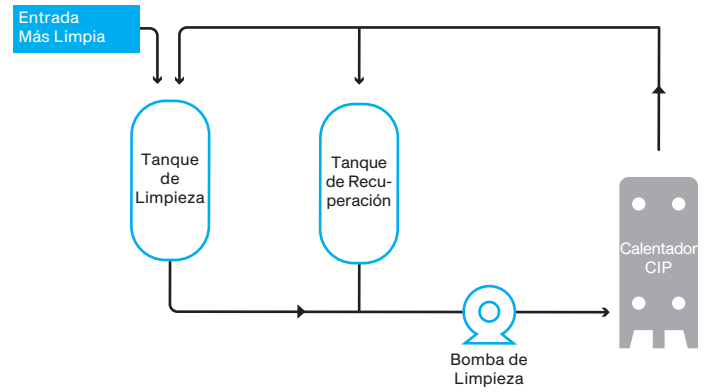 Entrada
Más Limpia
Tanque
de
Limpieza
Tanque
de Recu-
peración
Calentador
CIP
Bomba de
Limpieza